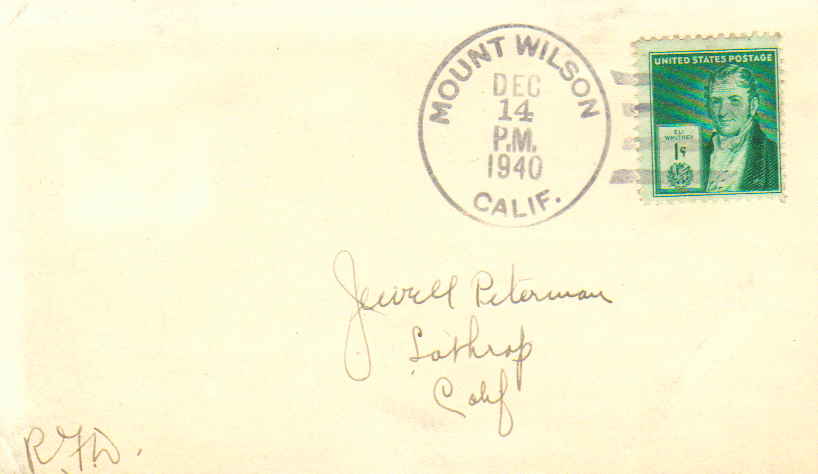 MOUNT WILSON
DEC
14
P.M.
1940
CALIF.
UNITED STATES POSTAGE
ELI
WHITNEY
1¢
Jewell Peterman
Lathrop
Calif
R.F.D.